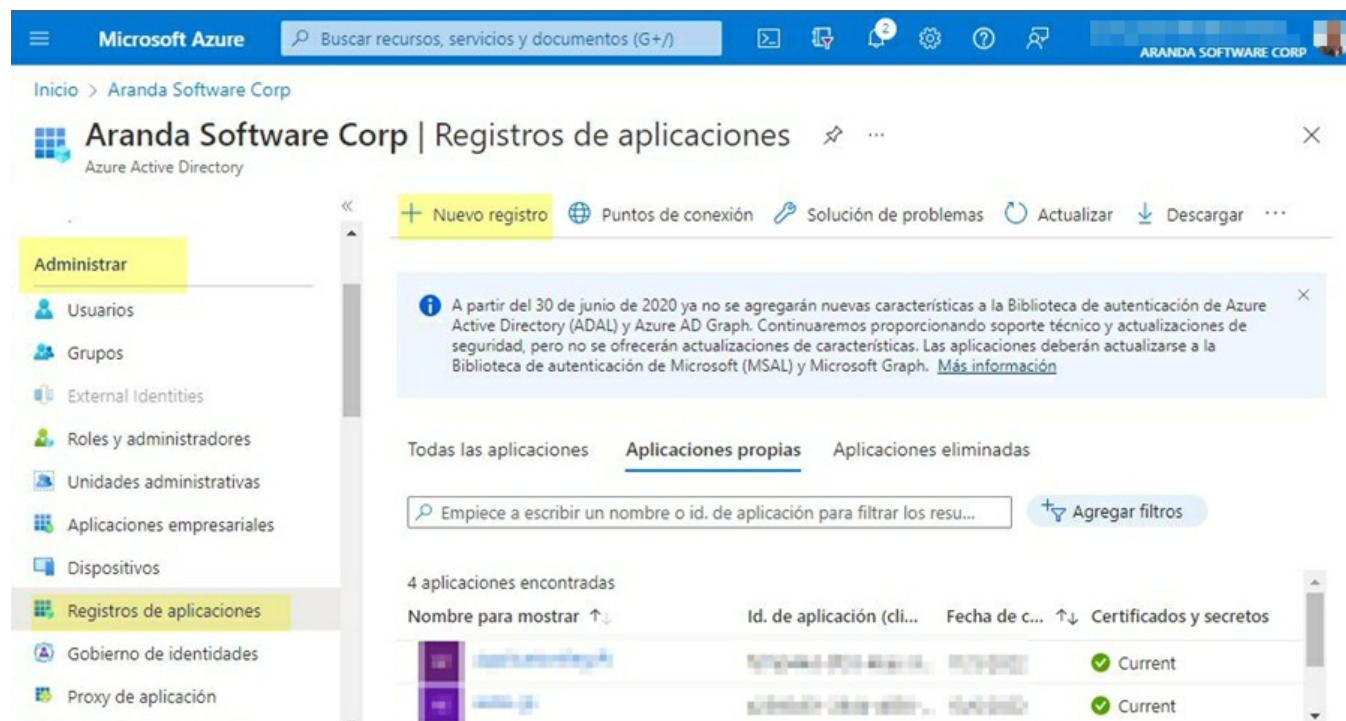 Microsoft Azure
Buscar recursos, servicios y documentos (G+/)
2
ARANDA SOFTWARE CORP
Inicio > Aranda Software Corp
Aranda Software Corp | Registros de aplicaciones
Azure Active Directory
Administrar
Usuarios
Grupos
External Identities
Roles y administradores
Unidades administrativas
Aplicaciones empresariales
Dispositivos
Registros de aplicaciones
Gobierno de identidades
Proxy de aplicación
+ Nuevo registro
Puntos de conexión
Solución de problemas
Actualizar
Descargar
A partir del 30 de junio de 2020 ya no se agregarán nuevas características a la Biblioteca de autenticación de Azure
Active Directory (ADAL) y Azure AD Graph. Continuaremos proporcionando soporte técnico y actualizaciones de
seguridad, pero no se ofrecerán actualizaciones de características. Las aplicaciones deberán actualizarse a la
Biblioteca de autenticación de Microsoft (MSAL) y Microsoft Graph. Más información
Todas las aplicaciones
Aplicaciones propias
Aplicaciones eliminadas
Empiece a escribir un nombre o id. de aplicación para filtrar los resu...
Agregar filtros
4 aplicaciones encontradas
Nombre para mostrar
Id. de aplicación (cli...
Fecha de c...
Certificados y secretos
Current
Current